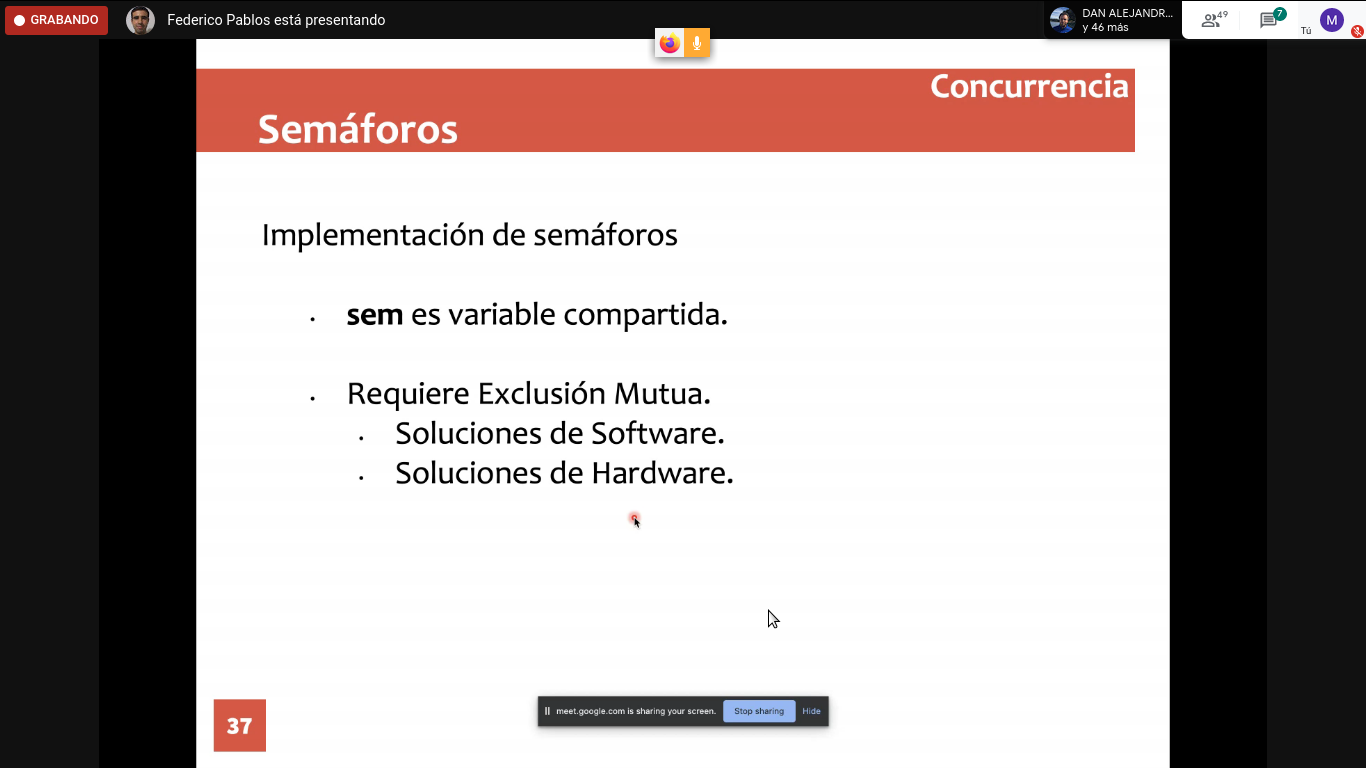 GRABANDO
Federico Pablos está presentando
DAN ALEJANDR...
y 46 más
49
7
Tú
M
Concurrencia
Semáforos
Implementación de semáforos
• sem es variable compartida.
• Requiere Exclusión Mutua.
• Soluciones de Software.
• Soluciones de Hardware.
meet.google.com is sharing your screen.
Stop sharing
Hide
37